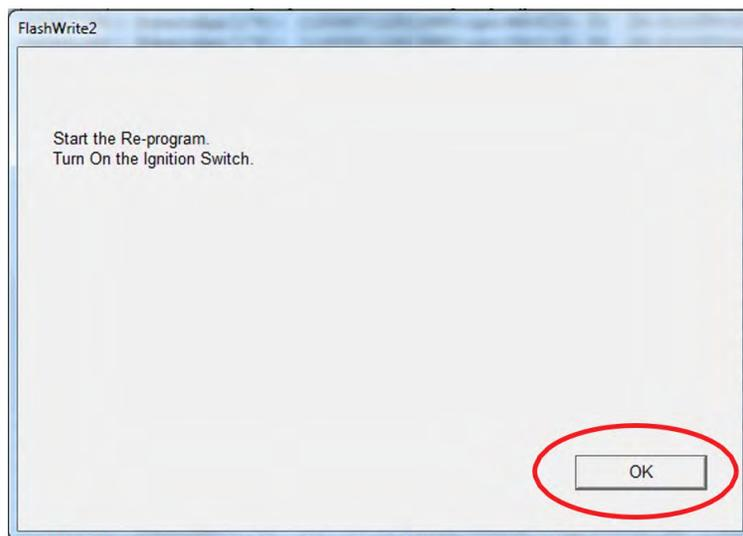 FlashWrite2
Start the Re-program.
Turn On the Ignition Switch.
OK